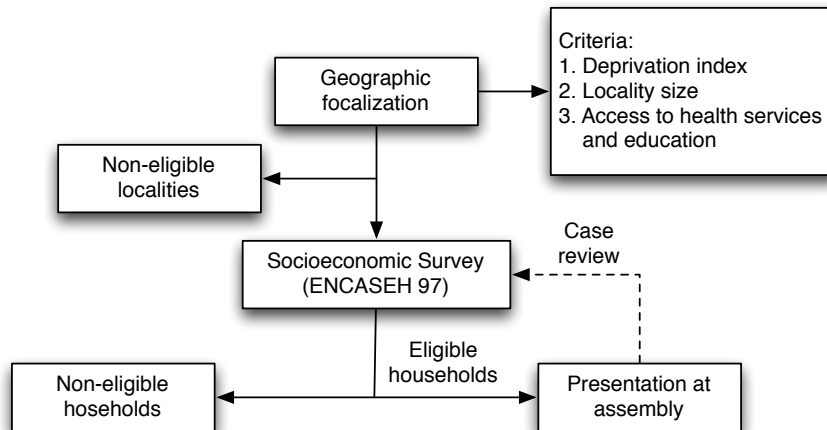 Geographic
focalization
Criteria:
1. Deprivation index
2. Locality size
3. Access to health services
and education
Non-eligible
localities
Case
review
Socioeconomic Survey
(ENCASEH 97)
Eligible
households
Non-eligible
hoseholds
Presentation at
assembly